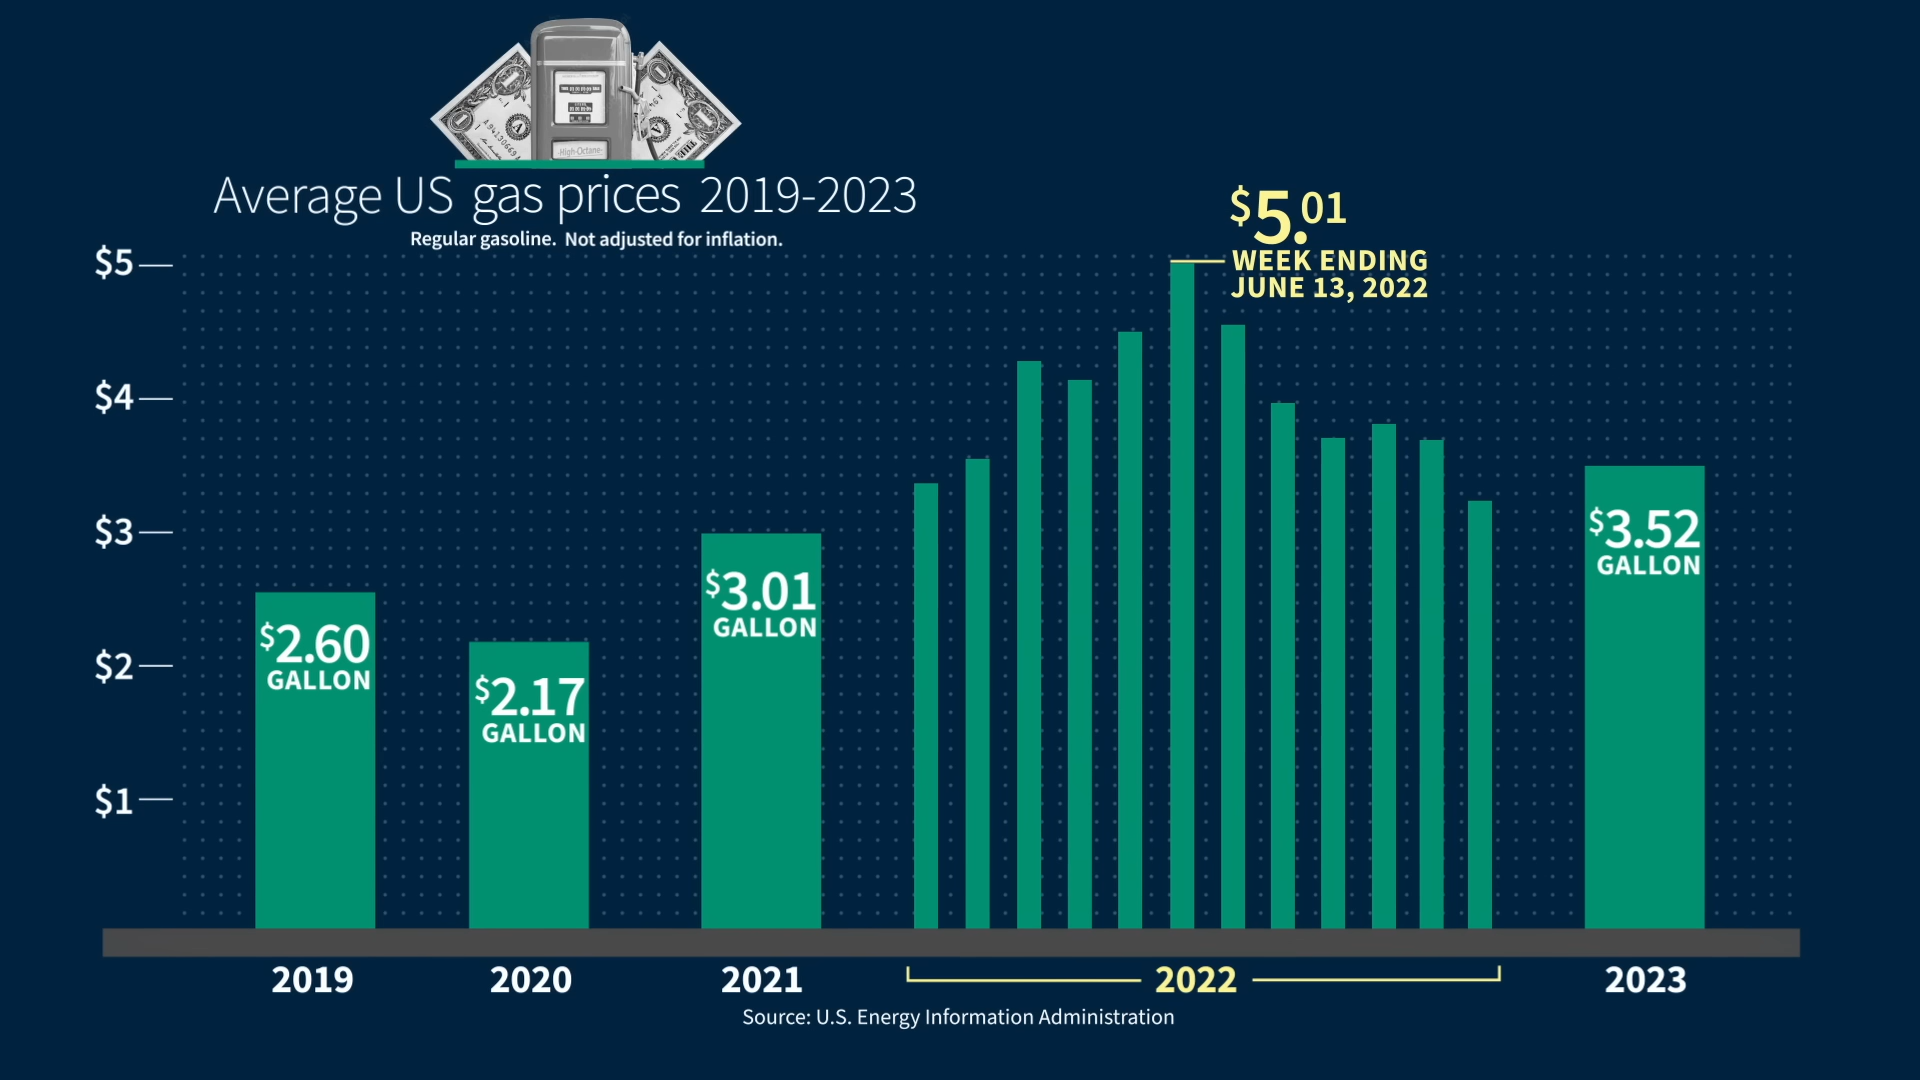 -High-Octane-
Average US gas prices 2019-2023
Regular gasoline. Not adjusted for inflation.
$5.01
WEEK ENDING
JUNE 13, 2022
$5
$4
$3
$2
$1
$2.60
GALLON
$2.17
GALLON
$3.01
GALLON
$3.52
GALLON
2019
2020
2021
2022
2023
Source: U.S. Energy Information Administration